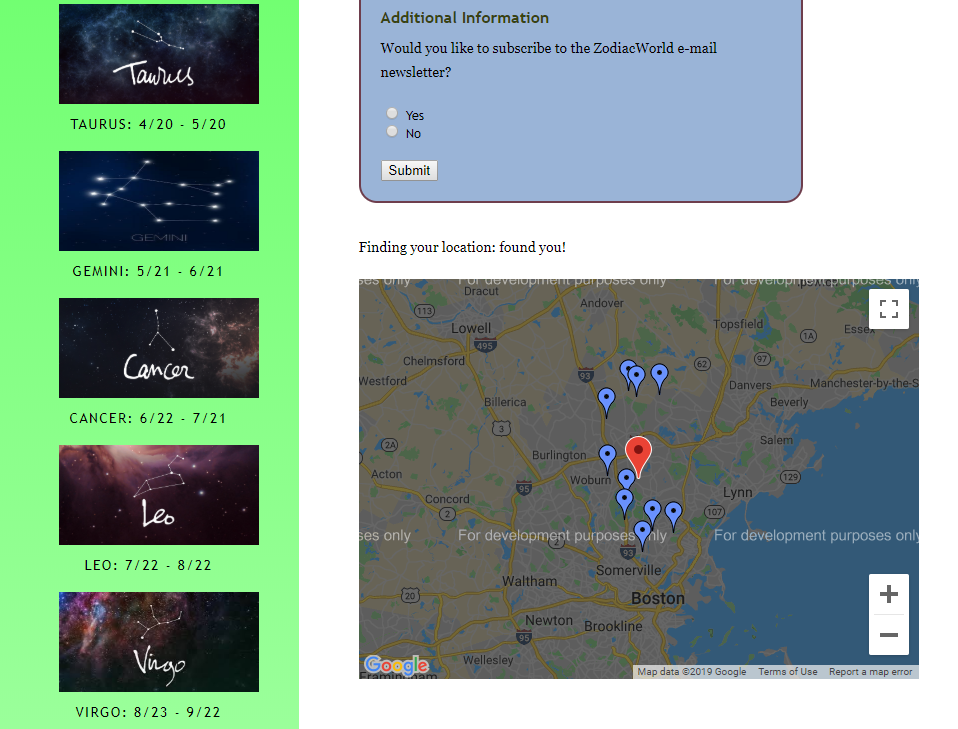 Taurus
TAURUS: 4/20 - 5/20
GEMINI
GEMINI: 5/21 - 6/21
Cancer
CANCER: 6/22 - 7/21
Leo
LEO: 7/22 - 8/22
Virgo
VIRGO: 8/23 - 9/22
Additional Information
Would you like to subscribe to the ZodiacWorld e-mail
newsletter?
Yes
No
Submit
Finding your location: found you!
ses only For development purposes only For development purposes only
Dracut
Andover
113
Lowell
495
Topsfield
1A
Essex
Chelmsford
93
62
97
Westford
Danvers
Manchester-by-the-S
Billerica
Beverly
3
2A
Salem
Burlington
Acton
Woburn
129
95
Concord
Lynn
2
107
ses only For development purposes only For development purposes only
2
93
Somerville
Waltham
20
Boston
Newton
Brookline
95
Wellesley
Google
Framingham
Map data ©2019 Google Terms of Use Report a map error